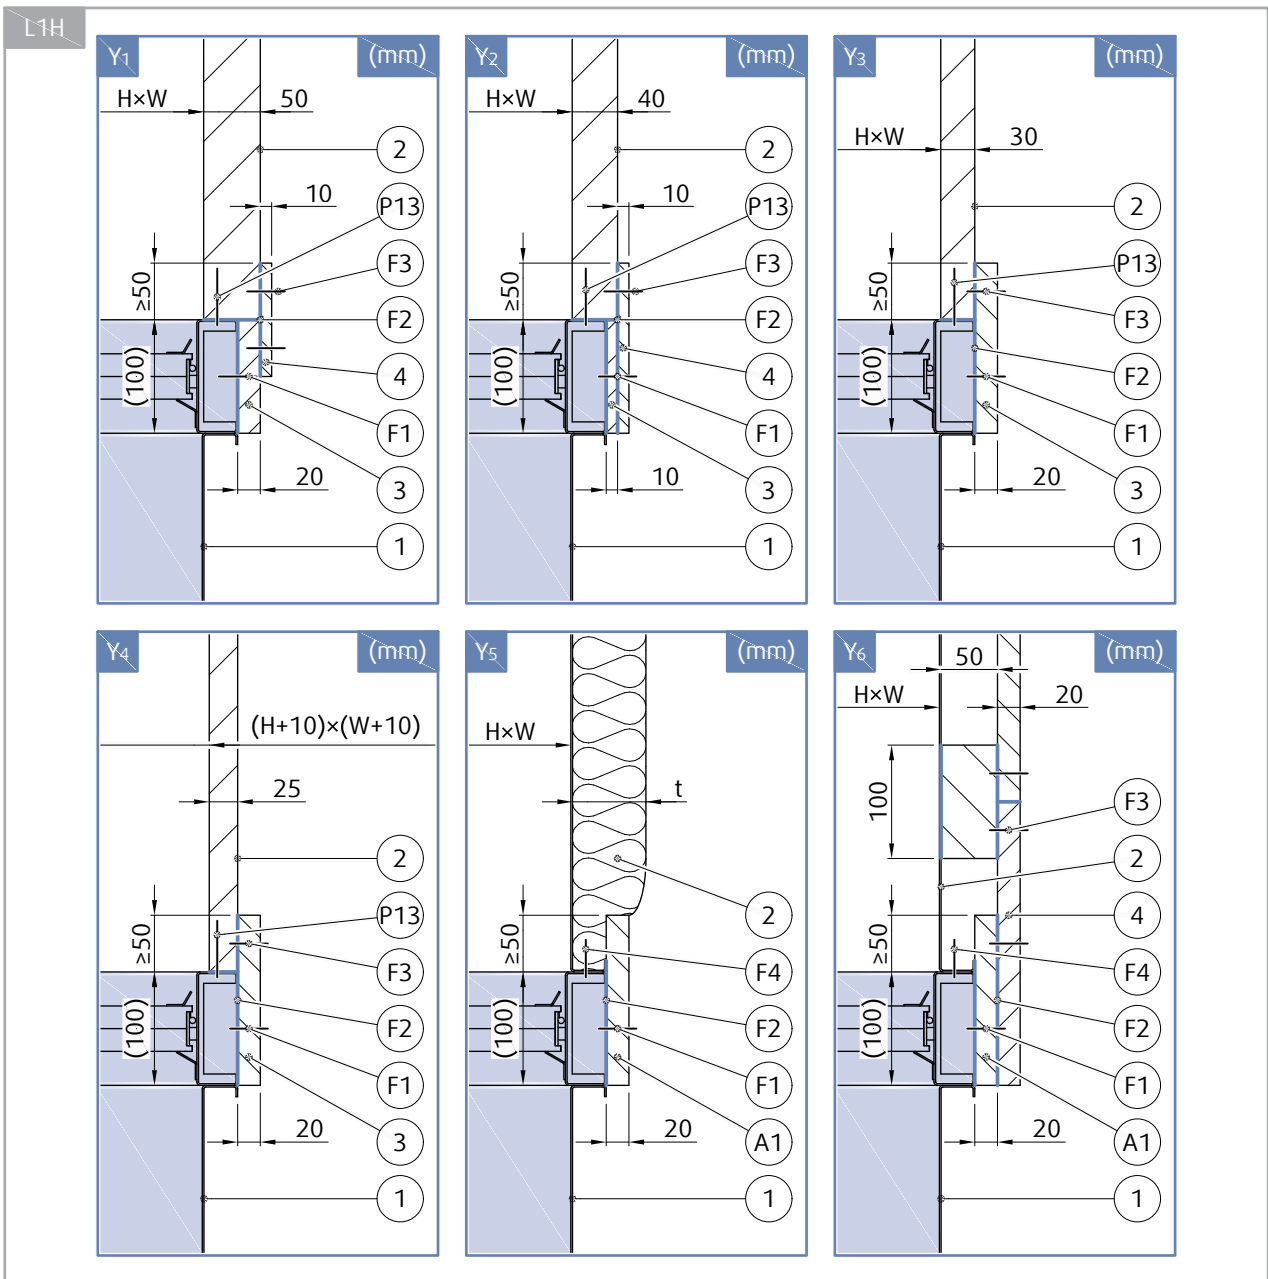 L1H
Y1 (mm)
H×W 50
2
10
P13
≥50
F3
F2
(100)
4
F1
20
3
1
Y2 (mm)
H×W 40
2
10
P13
≥50
F3
F2
(100)
4
F1
10
3
1
Y3 (mm)
H×W 30
2
≥50
P13
F3
(100)
F2
F1
20
3
1
Y4 (mm)
(H+10)×(W+10)
25
2
≥50
P13
F3
(100)
F2
F1
20
3
1
Y5 (mm)
H×W
t
2
≥50
F4
(100)
F2
F1
20
A1
1
Y6 (mm)
50
H×W 20
100
F3
2
≥50
4
F4
(100)
F2
F1
20
A1
1